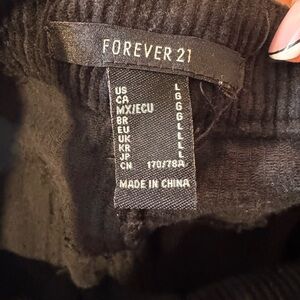 FOREVER 21
US L
CA G
MX/ECU G
BR G
EU L
UK L
KR L
JP L
CN 170/78A
MADE IN CHINA